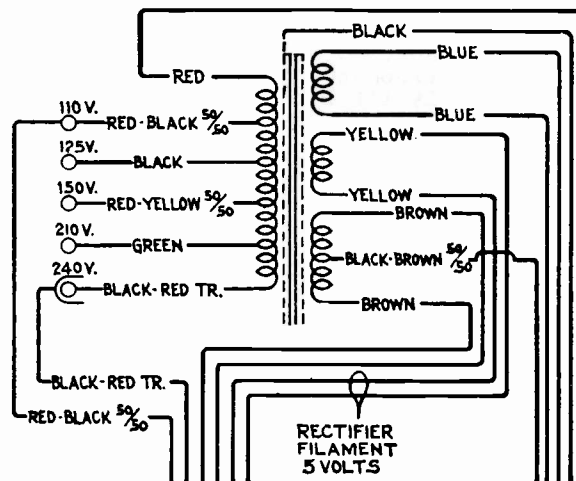 BLACK
BLUE
RED
110 V.
RED-BLACK 50/50
BLUE
125V.
BLACK
YELLOW
150V.
RED-YELLOW 50/50
YELLOW
BROWN
210 V.
GREEN
BLACK-BROWN 50/50
240V.
BLACK-RED TR.
BROWN
BLACK-RED TR.
RED-BLACK 50/50
RECTIFIER
FILAMENT
5 VOLTS